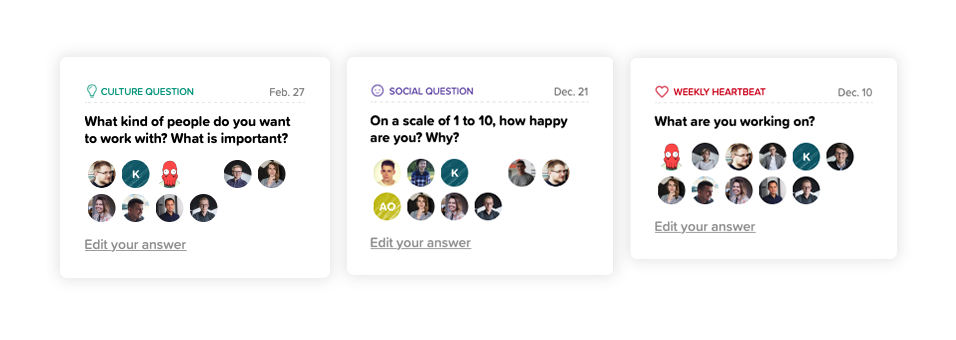 CULTURE QUESTION
Feb. 27
What kind of people do you want
to work with? What is important?
K
Edit your answer
SOCIAL QUESTION
Dec. 21
On a scale of 1 to 10, how happy
are you? Why?
K
AO
Edit your answer
WEEKLY HEARTBEAT
Dec. 10
What are you working on?
K
Edit your answer